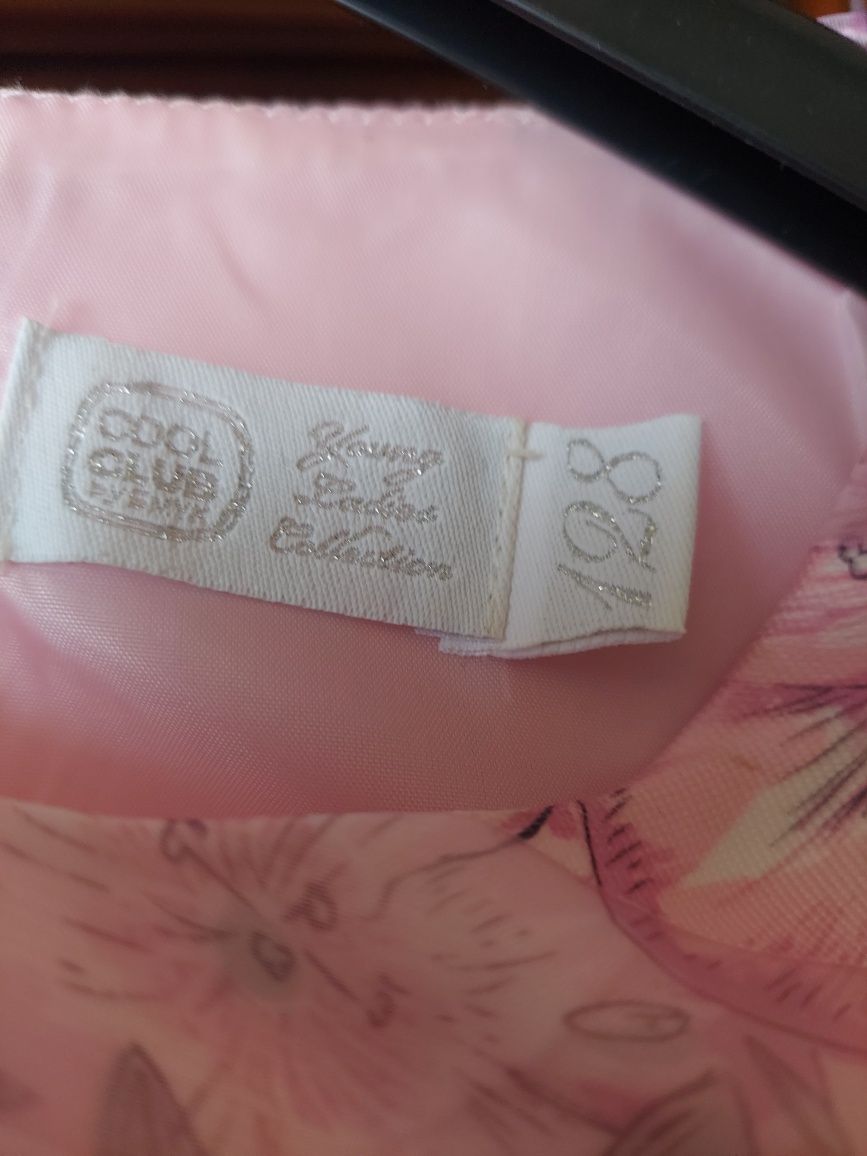 COOL
CLUB
BY SMYK
Young
Ladies
Collection
128